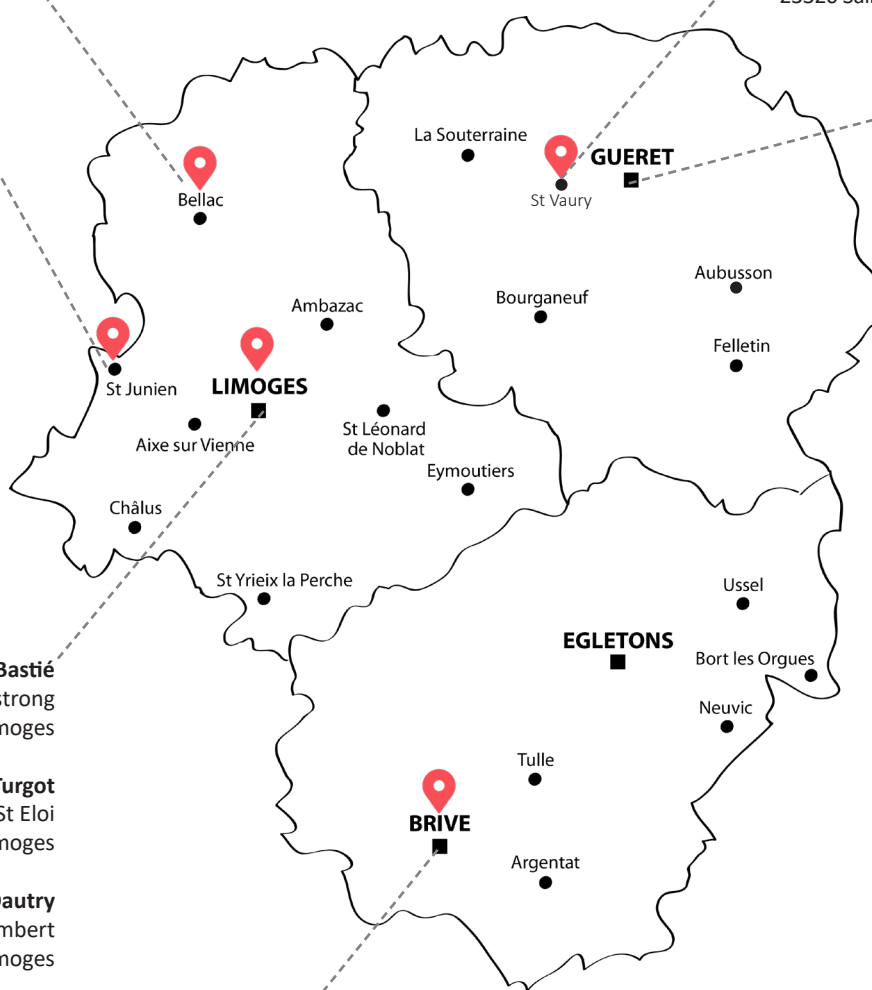 La Souterraine
GUERET
St Vaury
Bellac
Aubusson
Bourganeuf
Ambazac
Felletin
St Junien
LIMOGES
St Léonard
de Noblat
Aixe sur Vienne
Eymoutiers
Châlus
St Yrieix la Perche
Ussel
EGLETONS
Bort les Orgues
Neuvic
Tulle
BRIVE
Argentat
Bastié
strong
moges
Turgot
St Eloi
moges
Dautry
mbert
moges